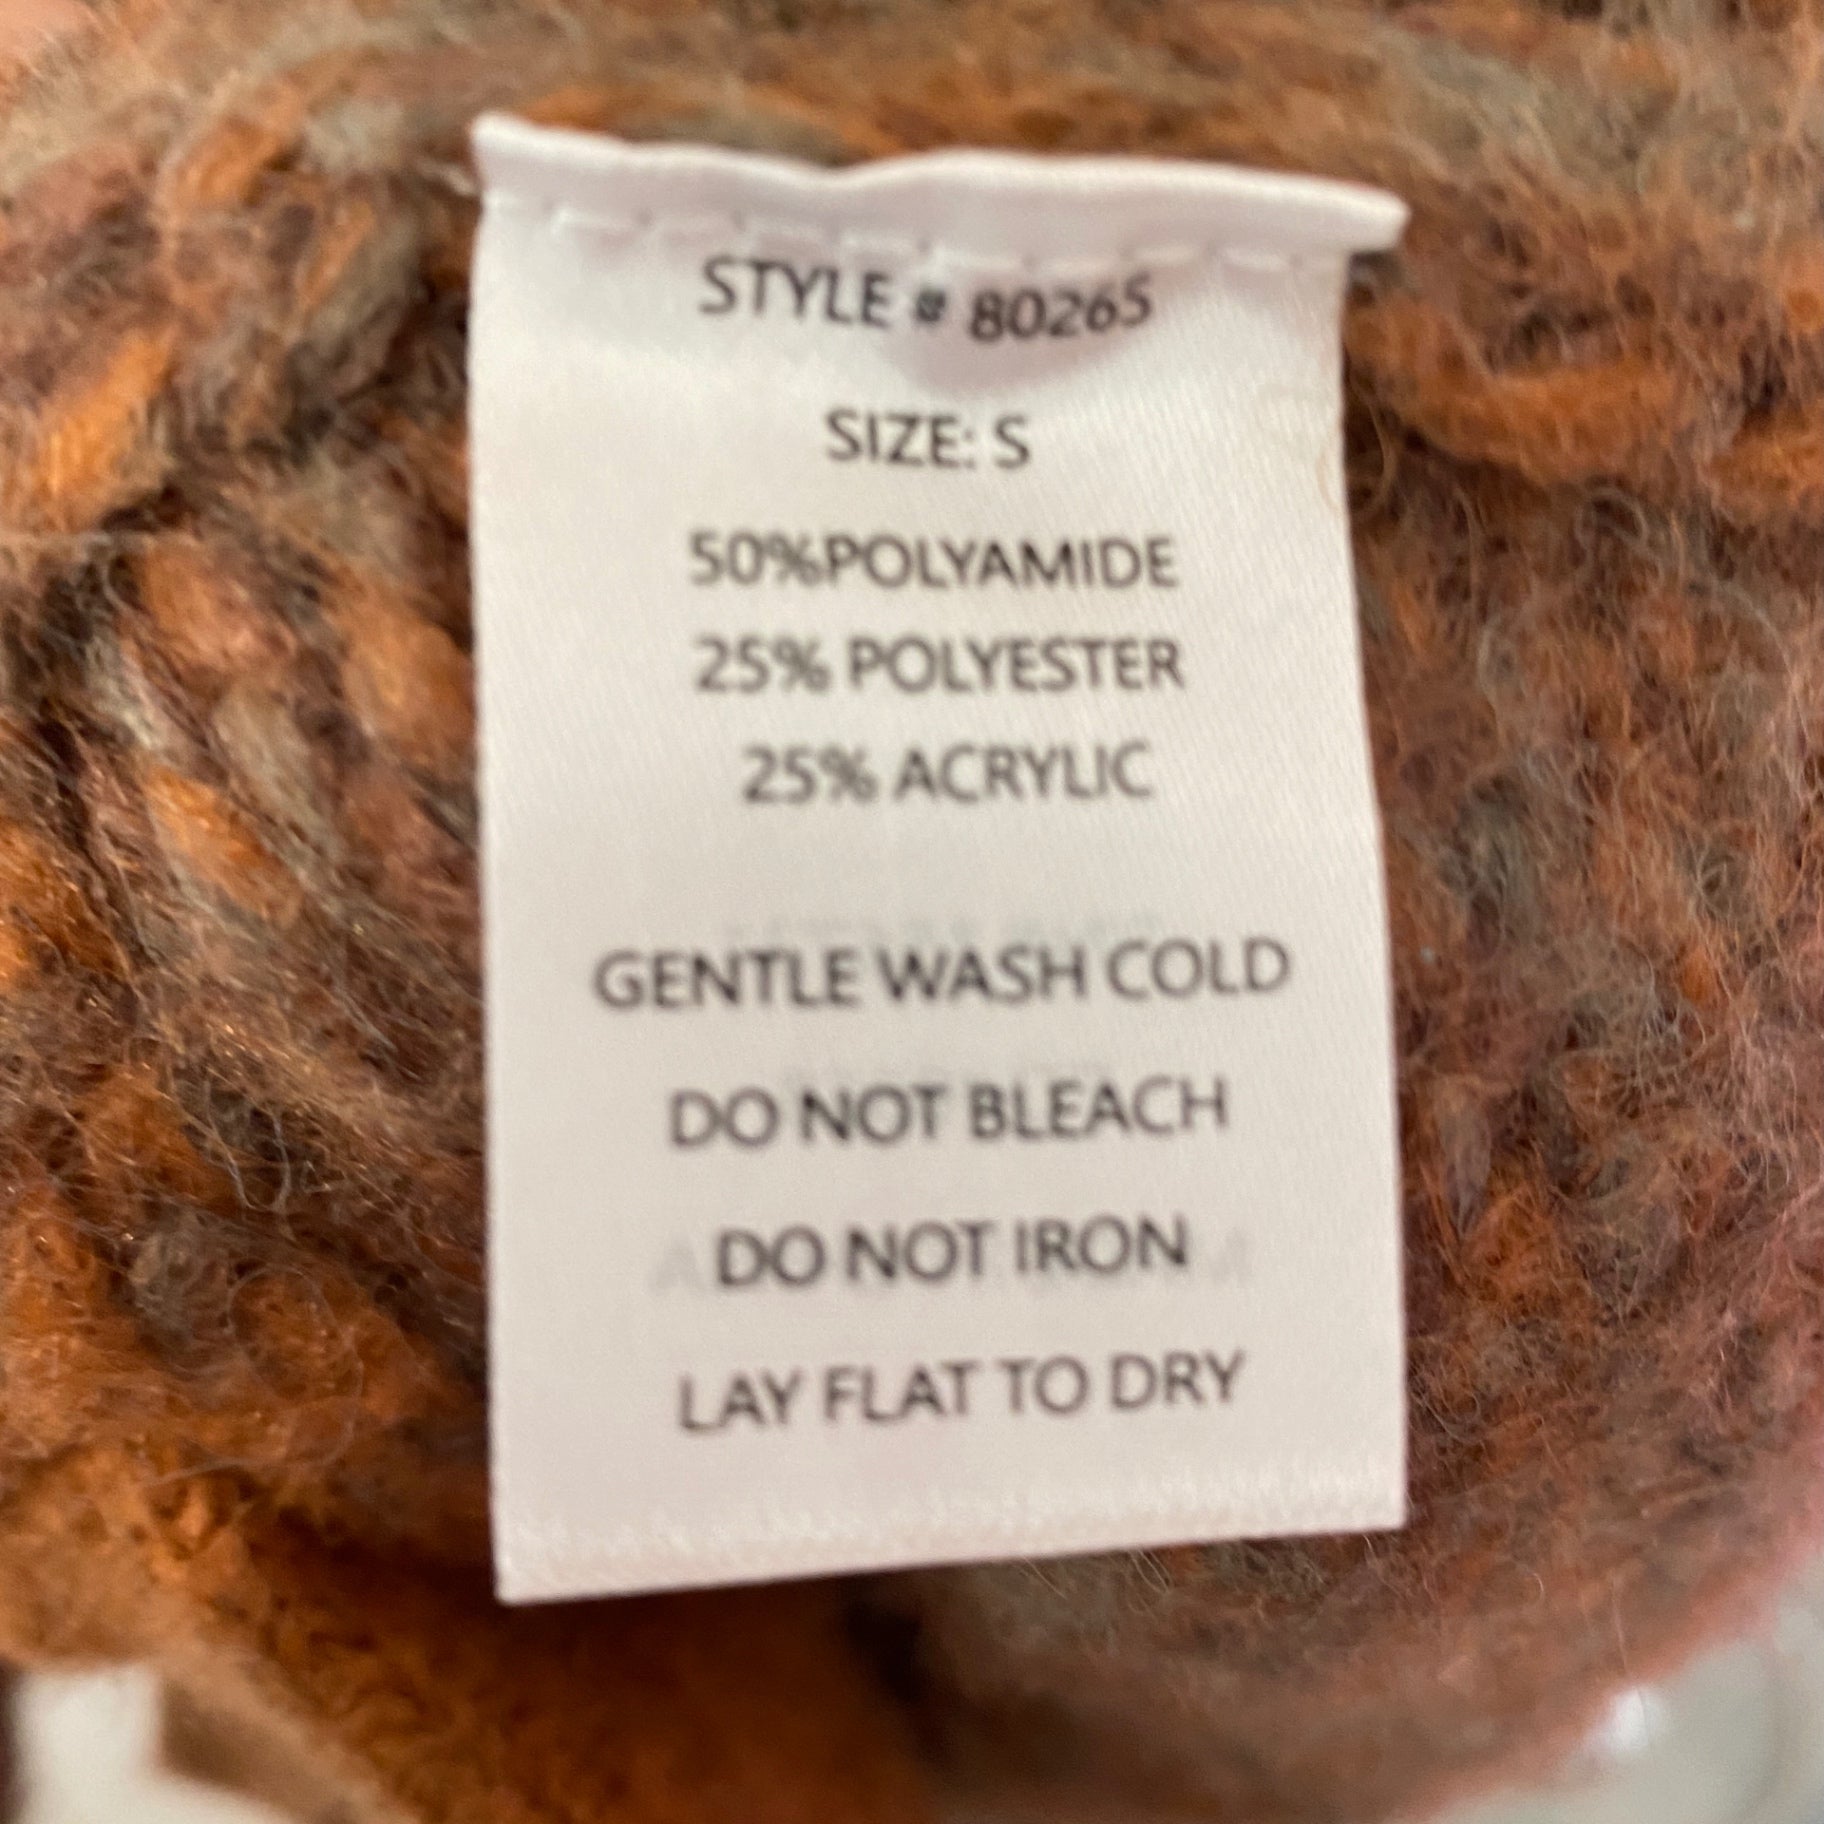 STYLE # 80265
SIZE: S
50%POLYAMIDE
25% POLYESTER
25% ACRYLIC
GENTLE WASH COLD
DO NOT BLEACH
DO NOT IRON
LAY FLAT TO DRY